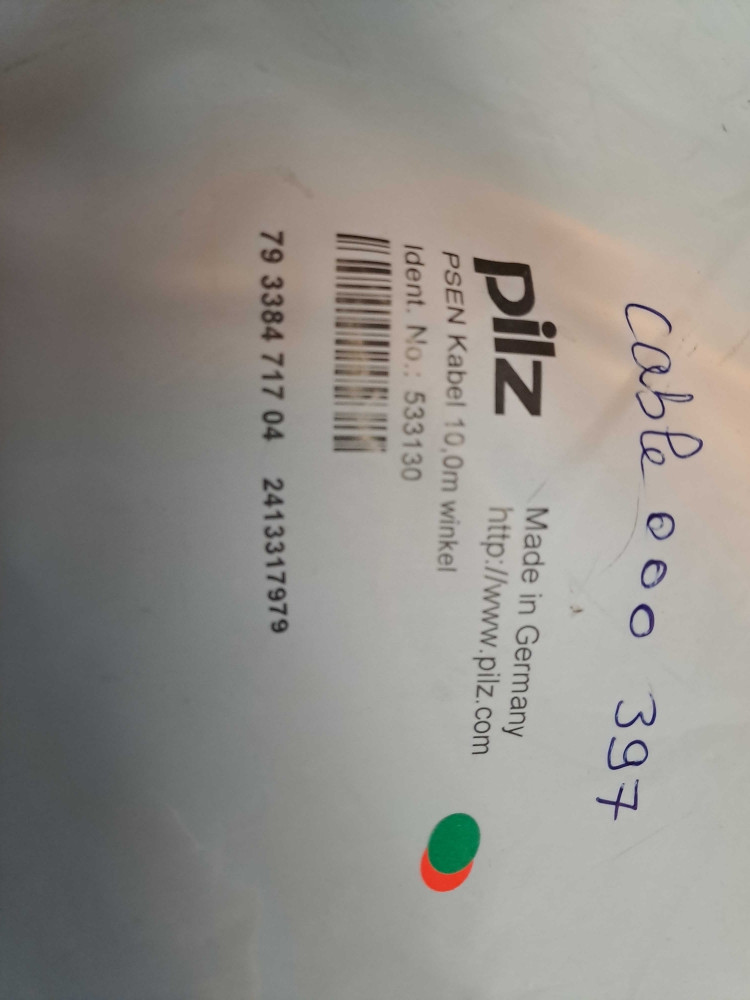 Cable 000 397
pilz
Made in Germany
http://www.pilz.com
PSEN Kabel 10,0m winkel
Ident. No.: 533130
79 3384 717 04 2413317979